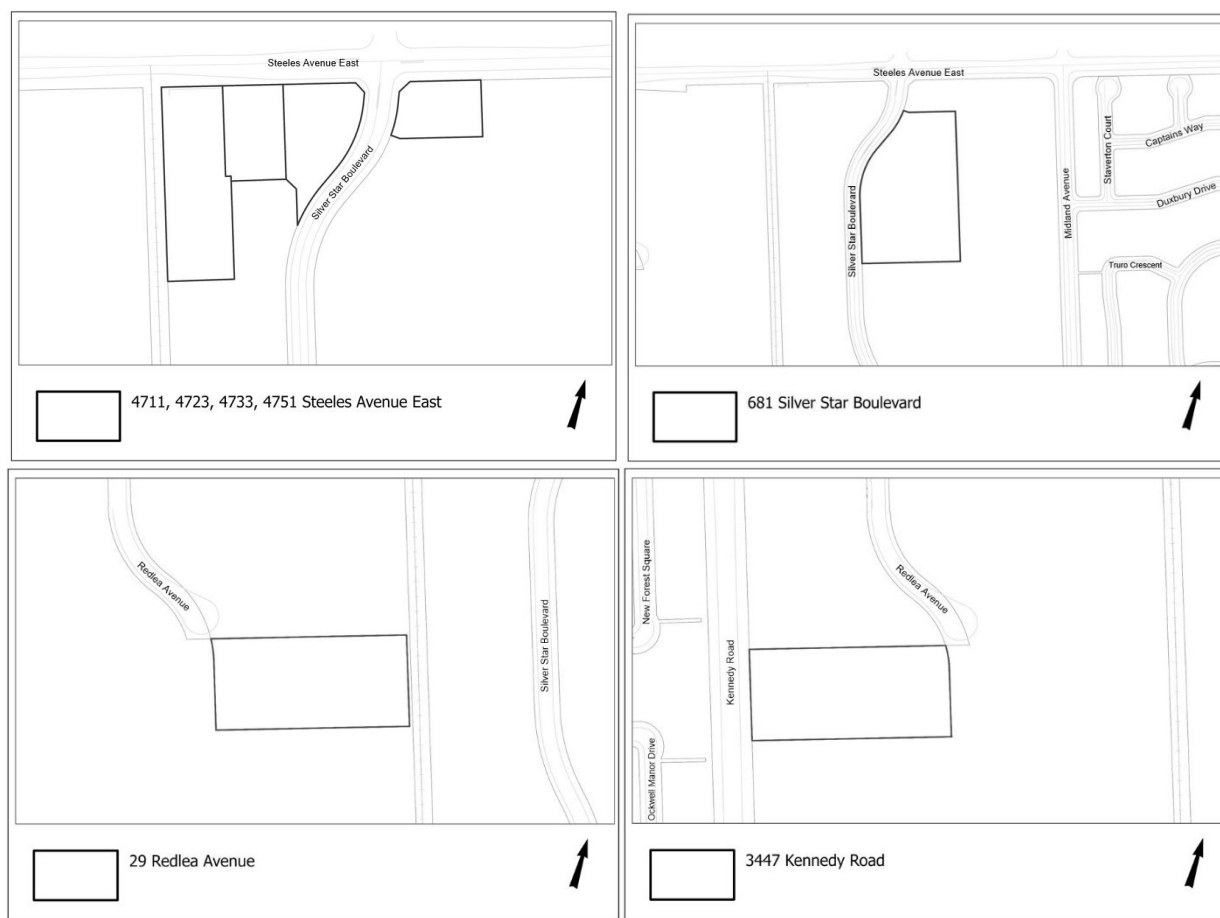 Steeles Avenue East
Silver Star Boulevard
4711, 4723, 4733, 4751 Steeles Avenue East
Steeles Avenue East
Silver Star Boulevard
Midland Avenue
Staverton Court
Captains Way
Duxbury Drive
Truro Crescent
681 Silver Star Boulevard
Redlea Avenue
Silver Star Boulevard
29 Redlea Avenue
New Forest Square
Kennedy Road
Redlea Avenue
Ockwell Manor Drive
3447 Kennedy Road